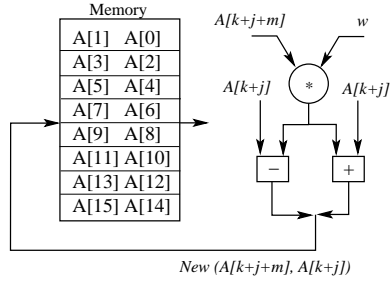 Memory
A[k+j+m] w
A[1] A[0]
A[3] A[2]
A[5] A[4]
A[7] A[6]
A[9] A[8]
A[11] A[10]
A[13] A[12]
A[15] A[14]
*
A[k+j] A[k+j]
− +
New (A[k+j+m], A[k+j])